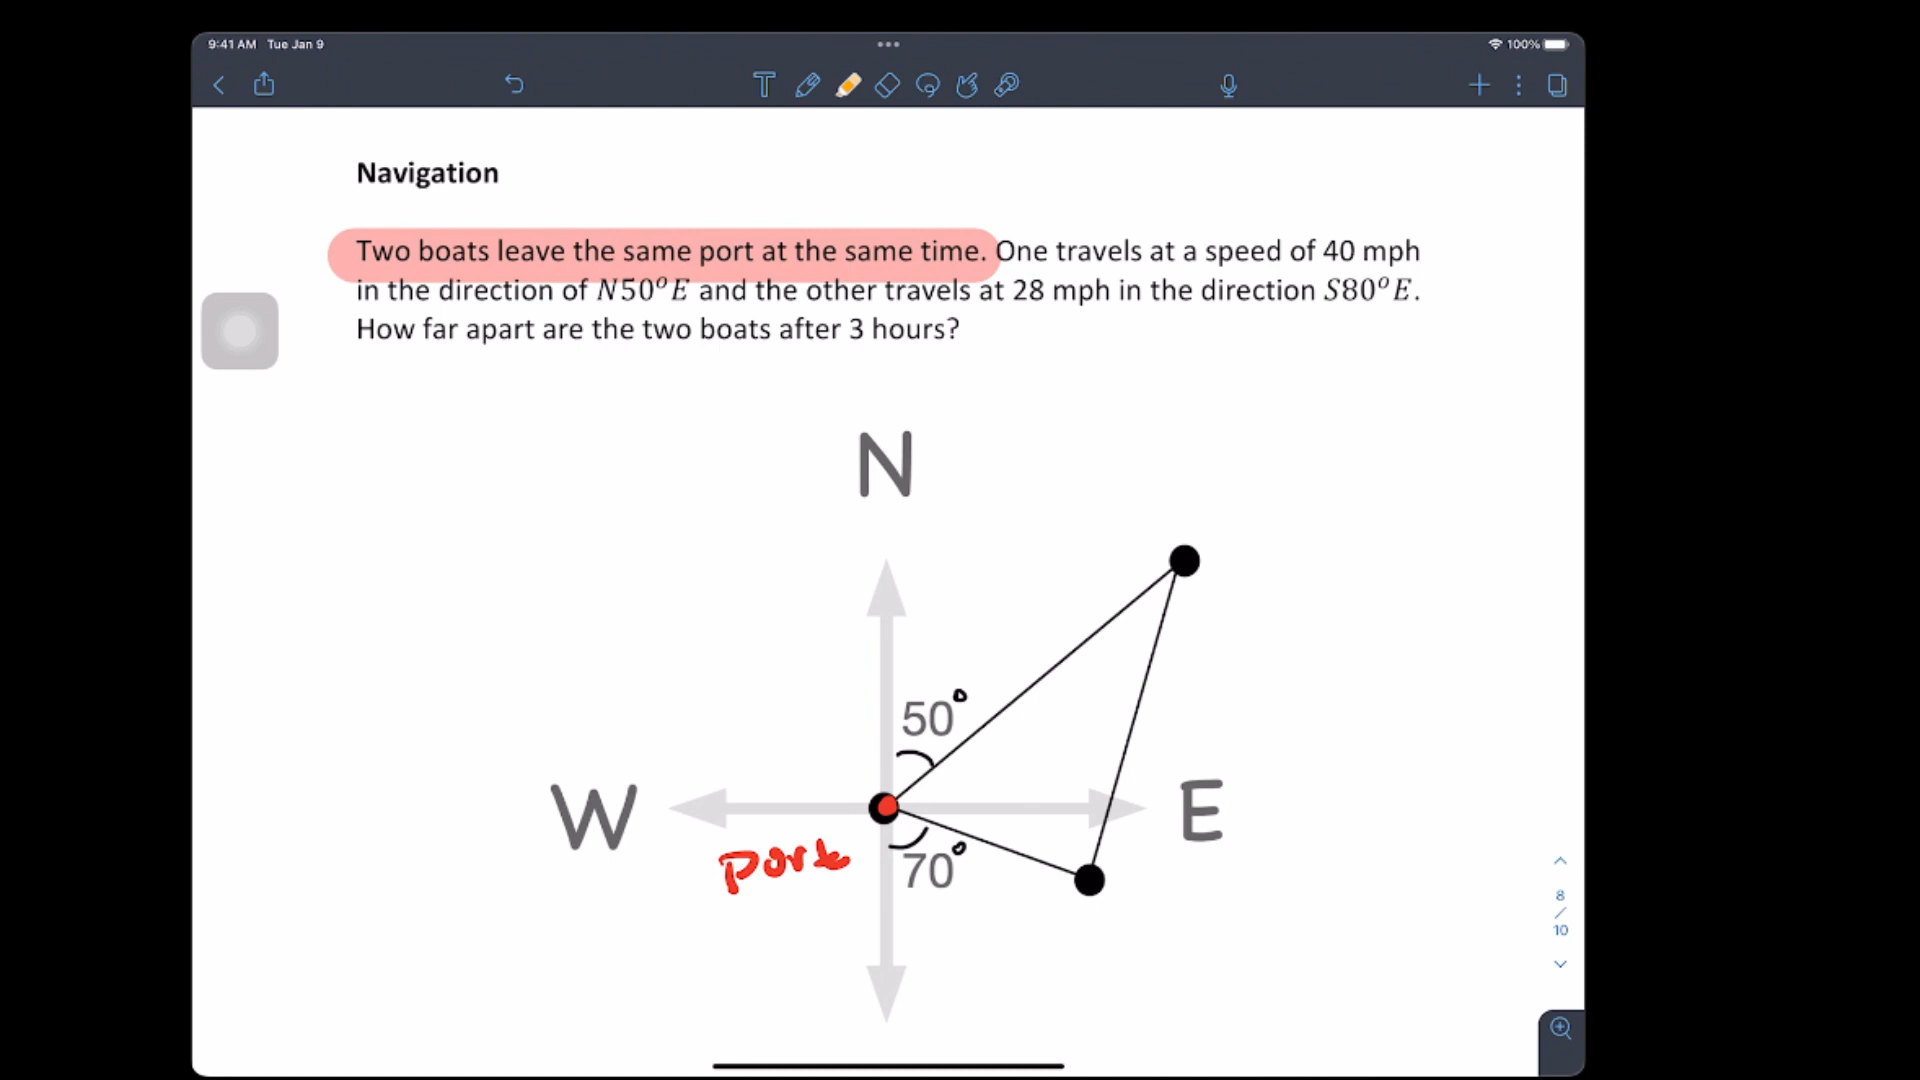 9:41 AM Tue Jan 9
100%
Navigation
Two boats leave the same port at the same time. One travels at a speed of 40 mph
in the direction of N50°E and the other travels at 28 mph in the direction S80°E.
How far apart are the two boats after 3 hours?
N
50°
W
E
port
70°
8
/
10